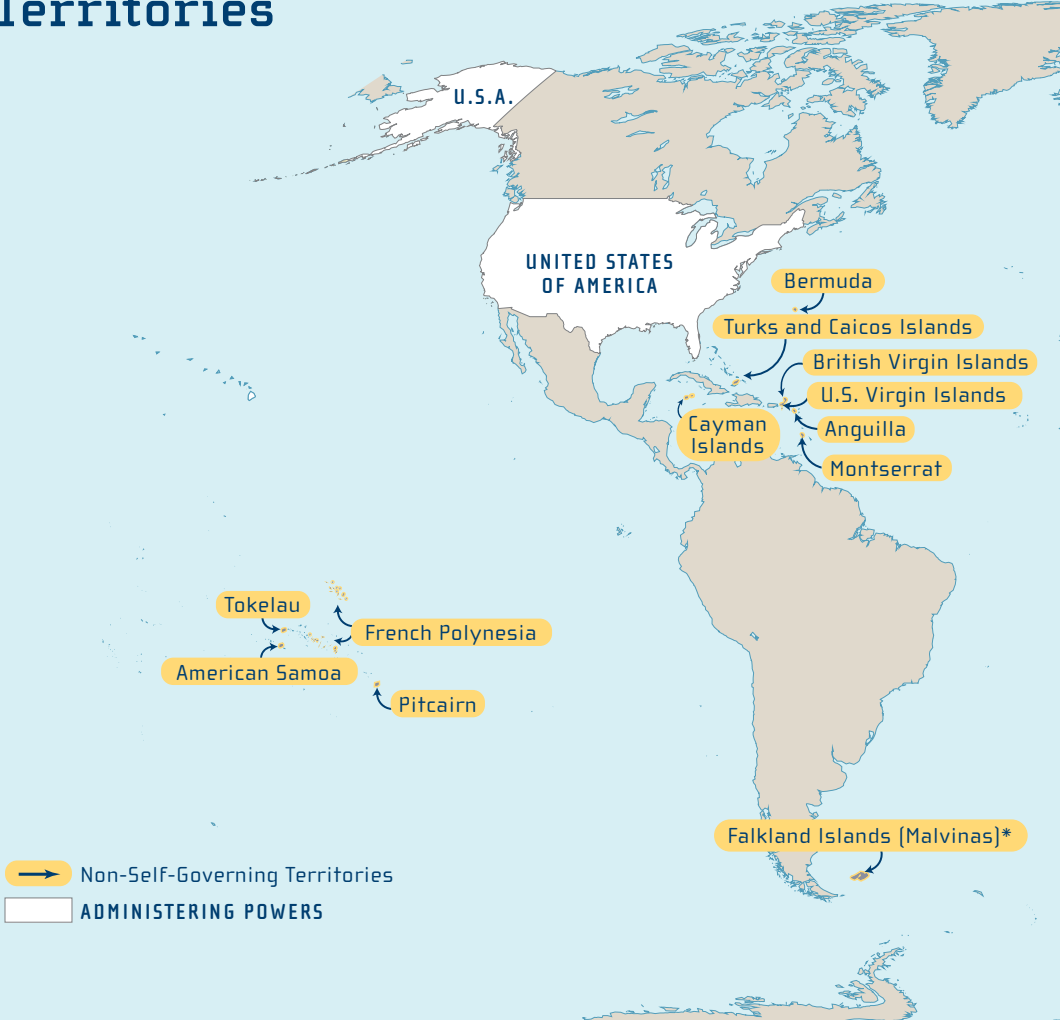 Territories
U.S.A.
UNITED STATES
OF AMERICA
Bermuda
Turks and Caicos Islands
British Virgin Islands
U.S. Virgin Islands
Cayman
Islands
Anguilla
Montserrat
Tokelau
French Polynesia
American Samoa
Pitcairn
Falkland Islands (Malvinas)*
Non-Self-Governing Territories
ADMINISTERING POWERS